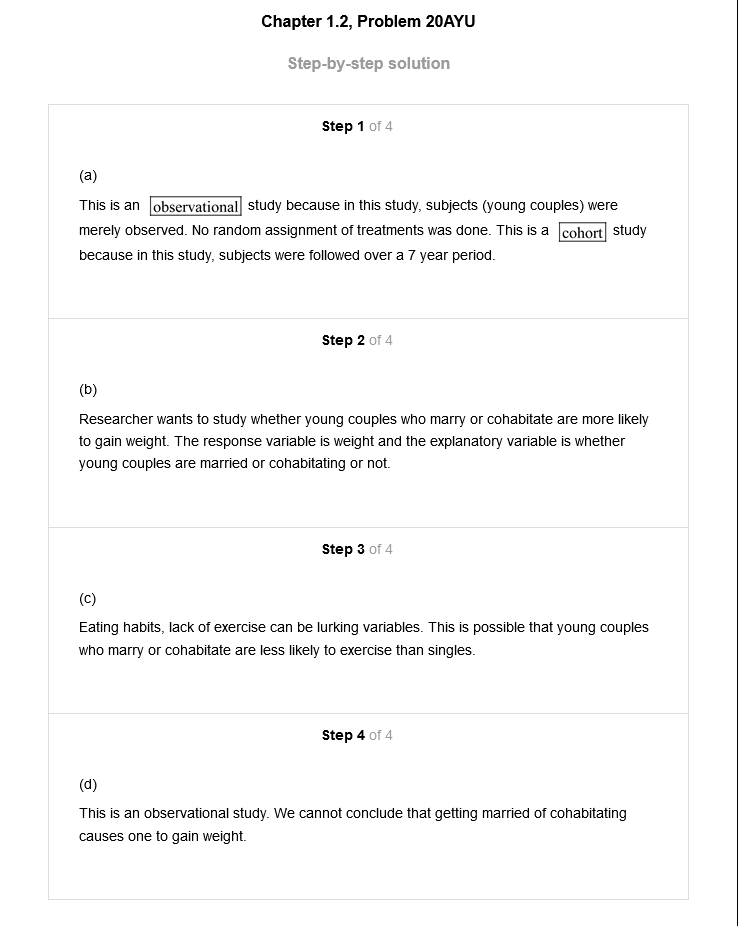 Chapter 1.2, Problem 20AYU
Step-by-step solution
Step 1 of 4
(a)
This is an observational study because in this study, subjects (young couples) were
merely observed. No random assignment of treatments was done. This is a cohort study
because in this study, subjects were followed over a 7 year period.
Step 2 of 4
(b)
Researcher wants to study whether young couples who marry or cohabitate are more likely
to gain weight. The response variable is weight and the explanatory variable is whether
young couples are married or cohabitating or not.
Step 3 of 4
(c)
Eating habits, lack of exercise can be lurking variables. This is possible that young couples
who marry or cohabitate are less likely to exercise than singles.
Step 4 of 4
(d)
This is an observational study. We cannot conclude that getting married of cohabitating
causes one to gain weight.